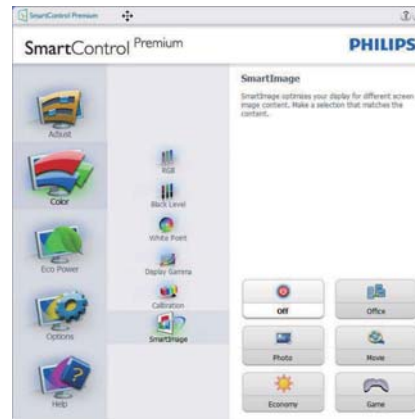 SmartControl Premium
SmartControl Premium
PHILIPS
SmartImage
SmartImage optimizes your display for different screen
image content. Make a selection that matches the
content.
Adjust
Color
Eco Power
Options
Help
RGB
Black Level
White Point
Display Gamma
Calibration
SmartImage
Off
Office
Photo
Movie
Economy
Game